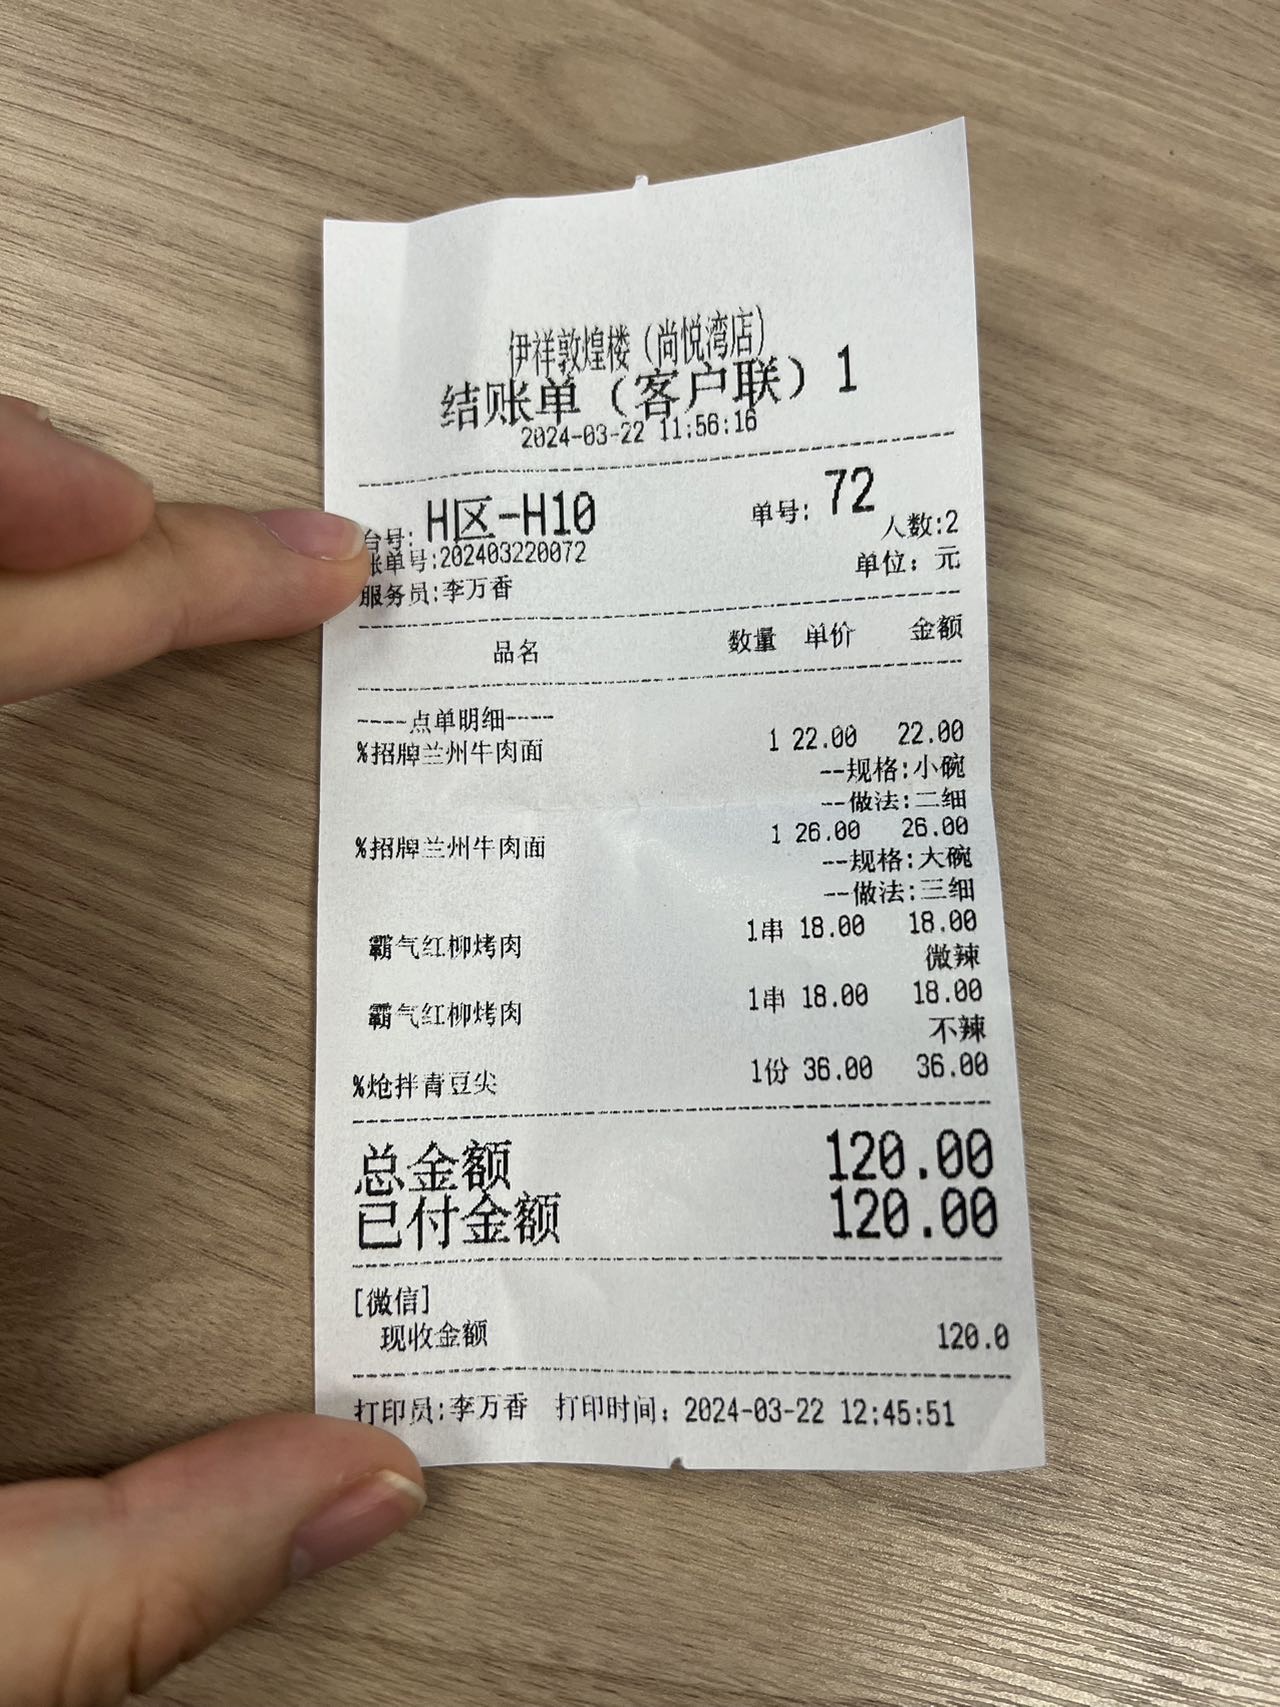 伊祥敦煌楼（尚悦湾店）
结账单（客户联）1
2024-03-22 11:56:16
台号: H区-H10 单号: 72
账单号:202403220072 人数:2
服务员:李万香 单位: 元
品名 数量 单价 金额
----点单明细----
%招牌兰州牛肉面 1 22.00 22.00
--规格:小碗
--做法:二细
%招牌兰州牛肉面 1 26.00 26.00
--规格:大碗
--做法:三细
霸气红柳烤肉 1串 18.00 18.00
微辣
霸气红柳烤肉 1串 18.00 18.00
不辣
%炝拌青豆尖 1份 36.00 36.00
总金额 120.00
已付金额 120.00
[微信]
现收金额 120.0
打印员:李万香 打印时间: 2024-03-22 12:45:51